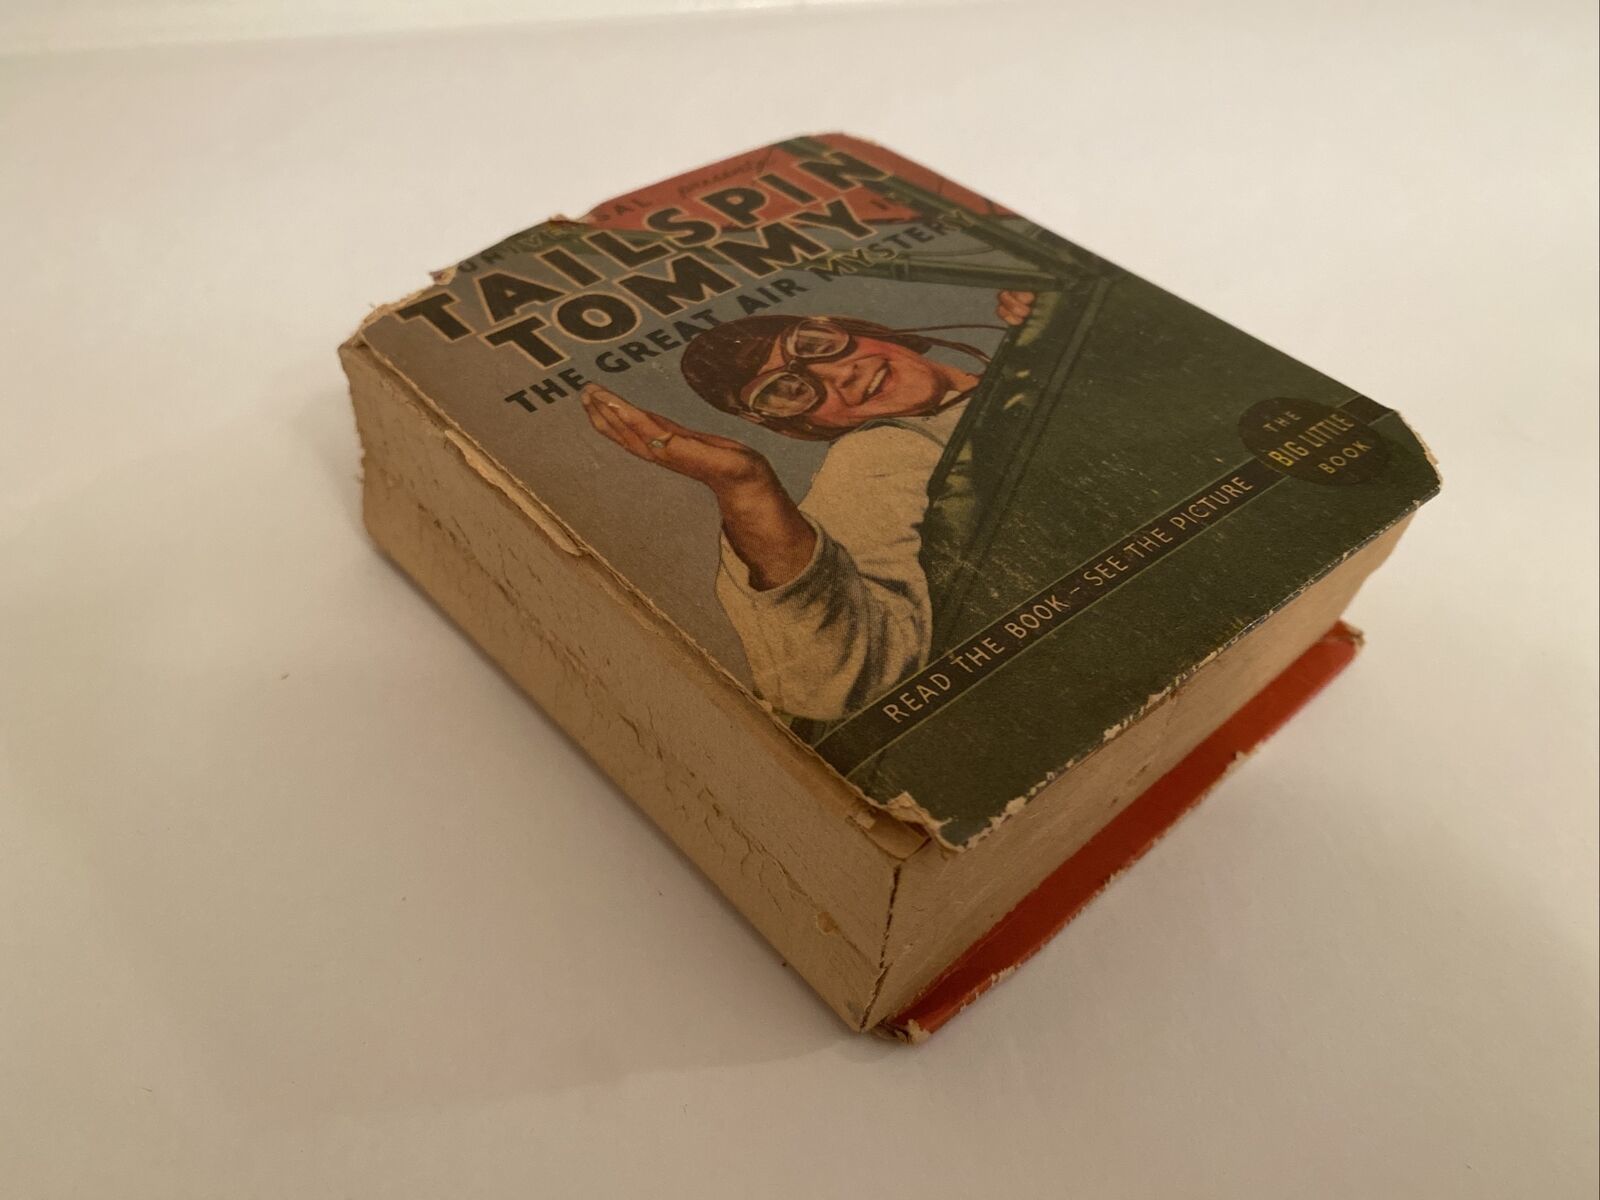 UNIVERSAL presents
TAILSPIN
TOMMY'
THE GREAT AIR MYSTERY
THE
BIG LITTLE
BOOK
READ THE BOOK - SEE THE PICTURE